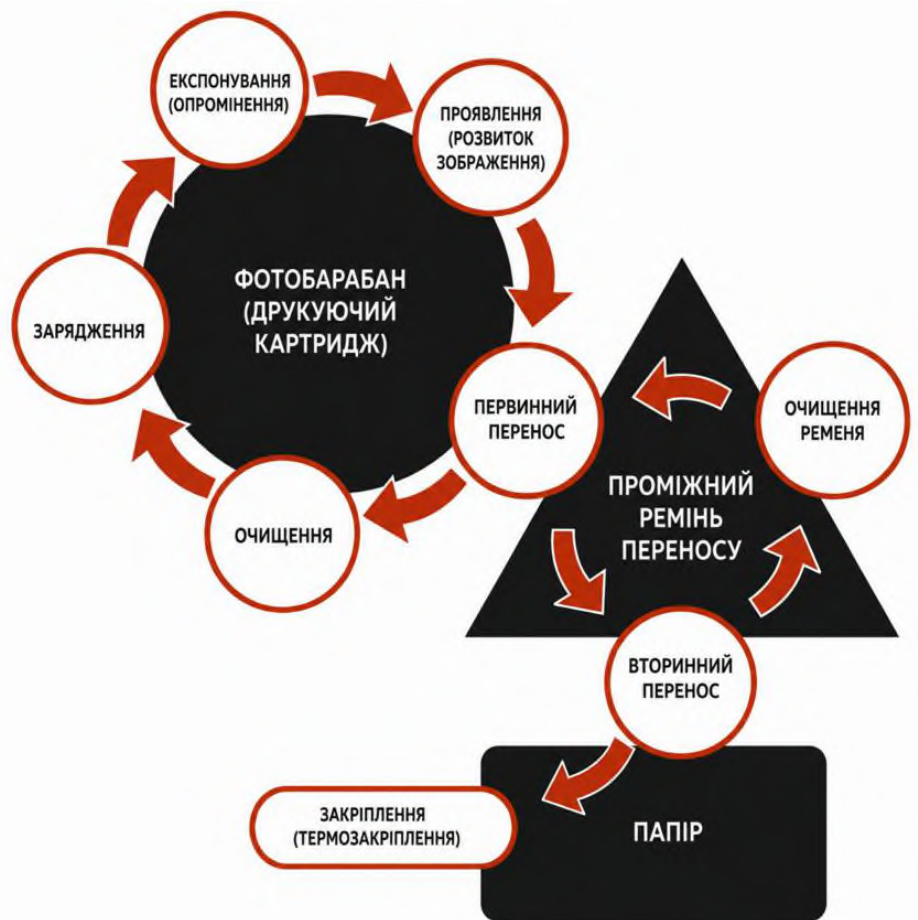 ЕКСПОНУВАННЯ
(ОПРОМІНЕННЯ)
ПРОЯВЛЕННЯ
(РОЗВИТОК
ЗОБРАЖЕННЯ)
ЗАРЯДЖЕННЯ
ФОТОБАРАБАН
(ДРУКУЮЧИЙ
КАРТРИДЖ)
ПЕРВИННИЙ
ПЕРЕНОС
ОЧИЩЕННЯ
ОЧИЩЕННЯ
РЕМЕНЯ
ПРОМІЖНИЙ
РЕМІНЬ
ПЕРЕНОСУ
ВТОРИННИЙ
ПЕРЕНОС
ЗАКРІПЛЕННЯ
(ТЕРМОЗАКРІПЛЕННЯ)
ПАПІР